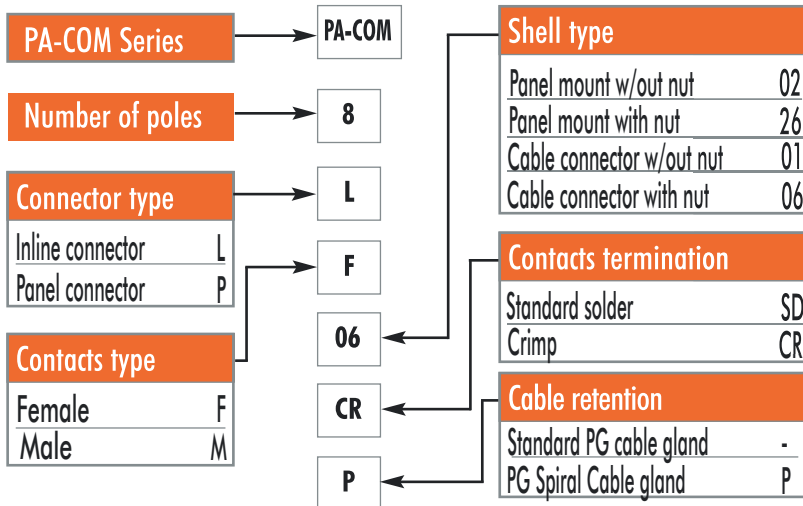 PA-COM Series
PA-COM
Number of poles
8
Connector type
L
Inline connector L
Panel connector P
F
Contacts type
Female F
Male M
06
CR
P
Shell type
Panel mount w/out nut 02
Panel mount with nut 26
Cable connector w/out nut 01
Cable connector with nut 06
Contacts termination
Standard solder SD
Crimp CR
Cable retention
Standard PG cable gland -
PG Spiral Cable gland P